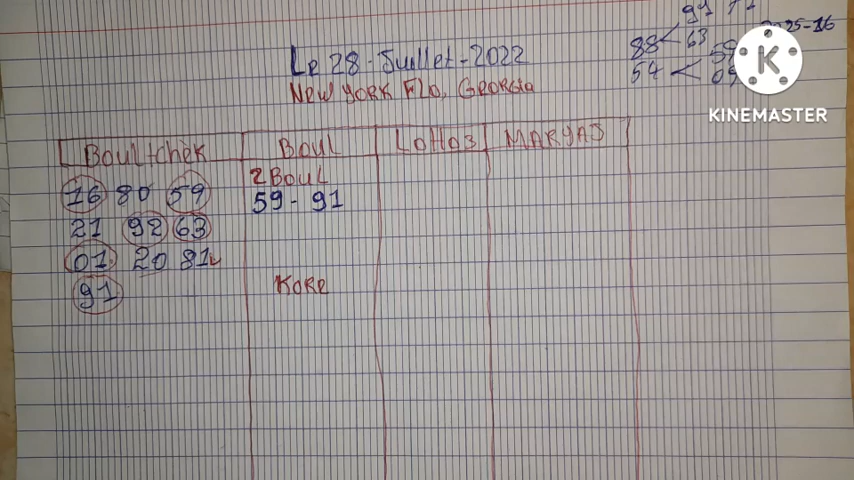 Le 28-Juillet-2022
New York Flo, Georgia
88 < 63
54 <
KINEMASTER
Boultchèk Boul Lotto3 MARYAJ
2 Boul
16 80 59 59 - 91
21 92 63
01 20 81
Kore
91